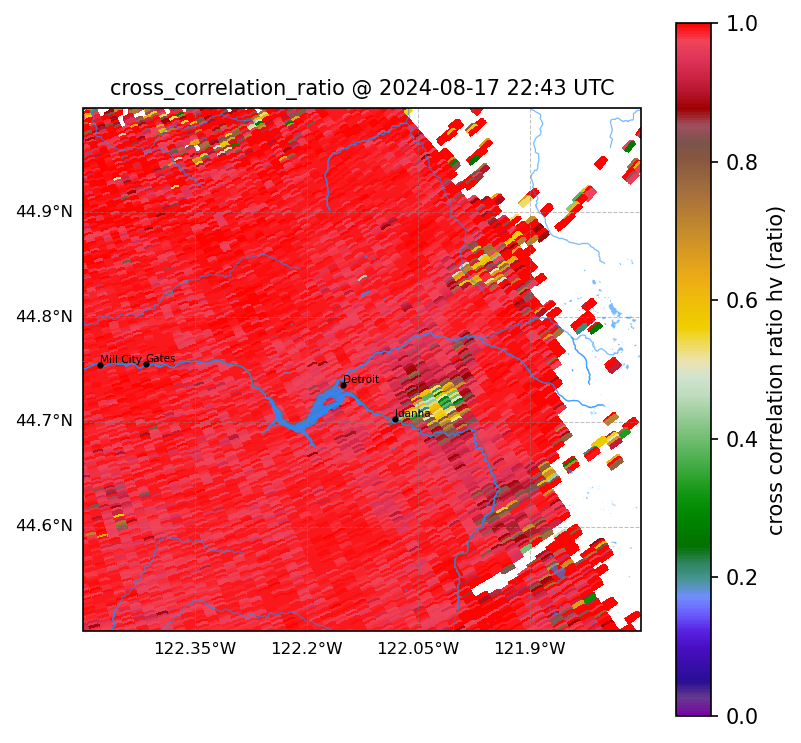 cross_correlation_ratio @ 2024-08-17 22:43 UTC
1.0
0.8
0.6
0.4
0.2
0.0
cross correlation ratio hv (ratio)
44.9°N
44.8°N
44.7°N
44.6°N
Mill City
Gates
Detroit
Idanha
122.35°W
122.2°W
122.05°W
121.9°W